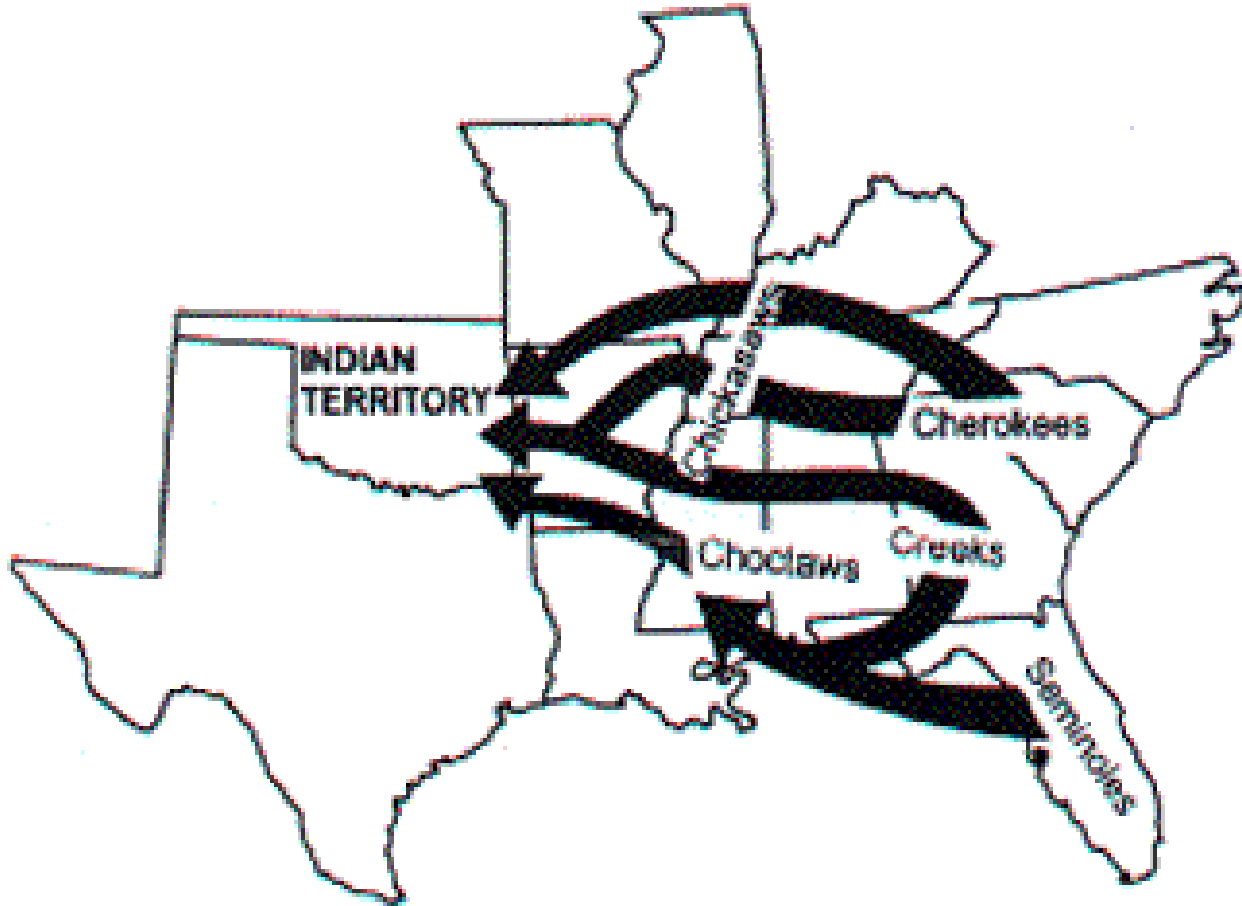 INDIAN
TERRITORY
Chickasaws
Cherokees
Choctaws
Creeks
Seminoles